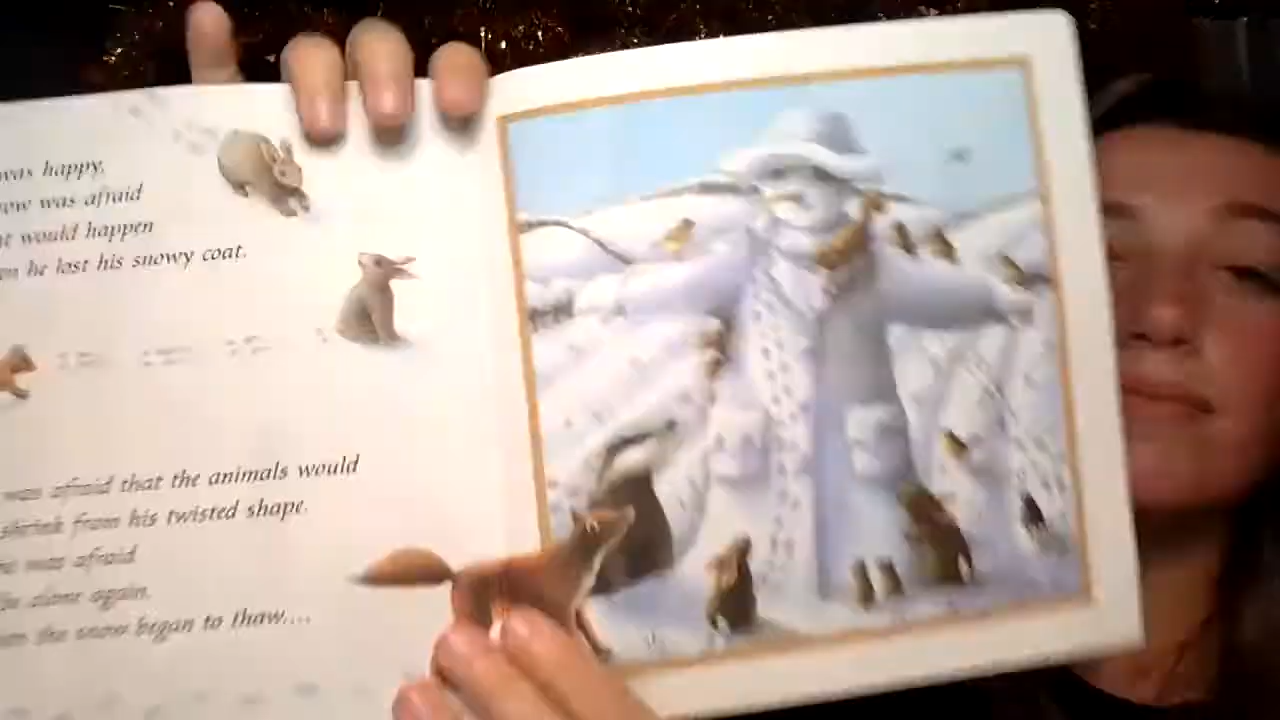 was happy,
was afraid
would happen
he lost his snowy coat.
was afraid that the animals would
shrink from his twisted shape.
was afraid
alone again.
the snow began to thaw....